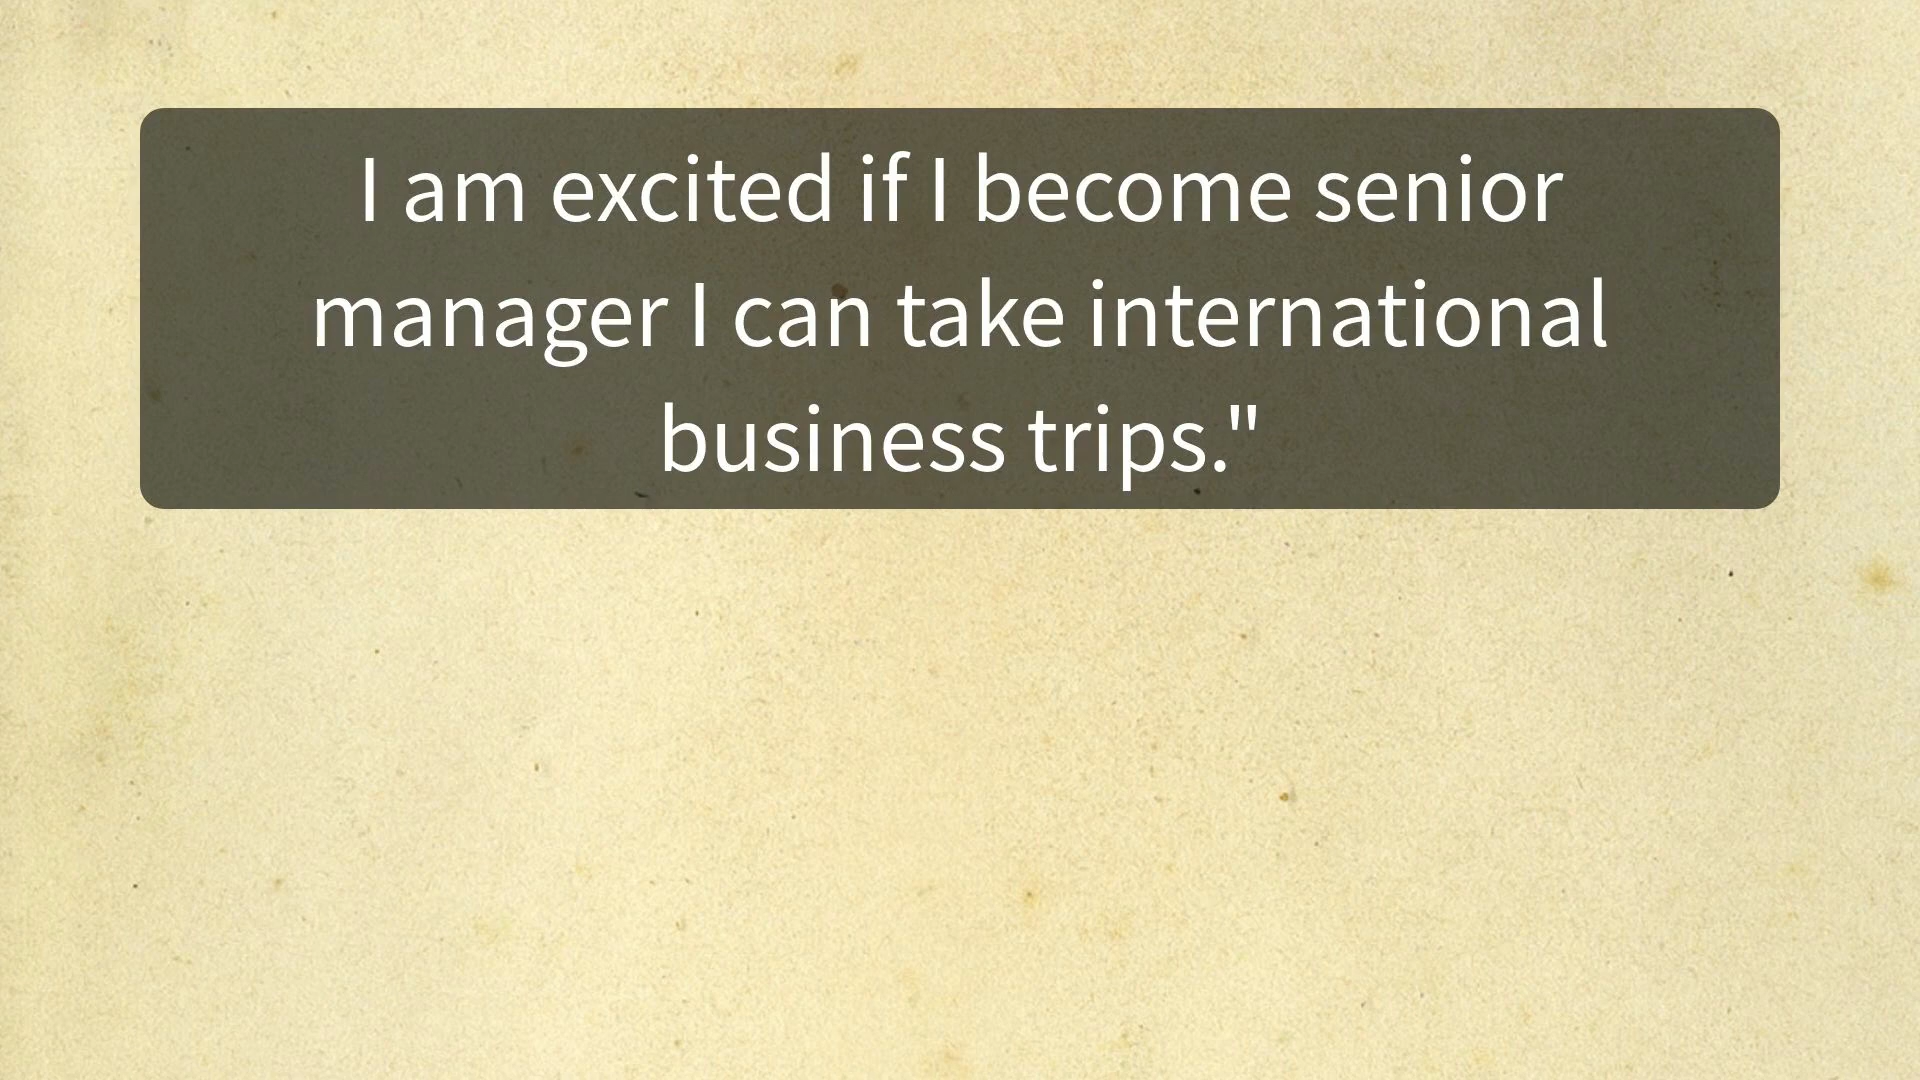 I am excited if I become senior
manager I can take international
business trips."